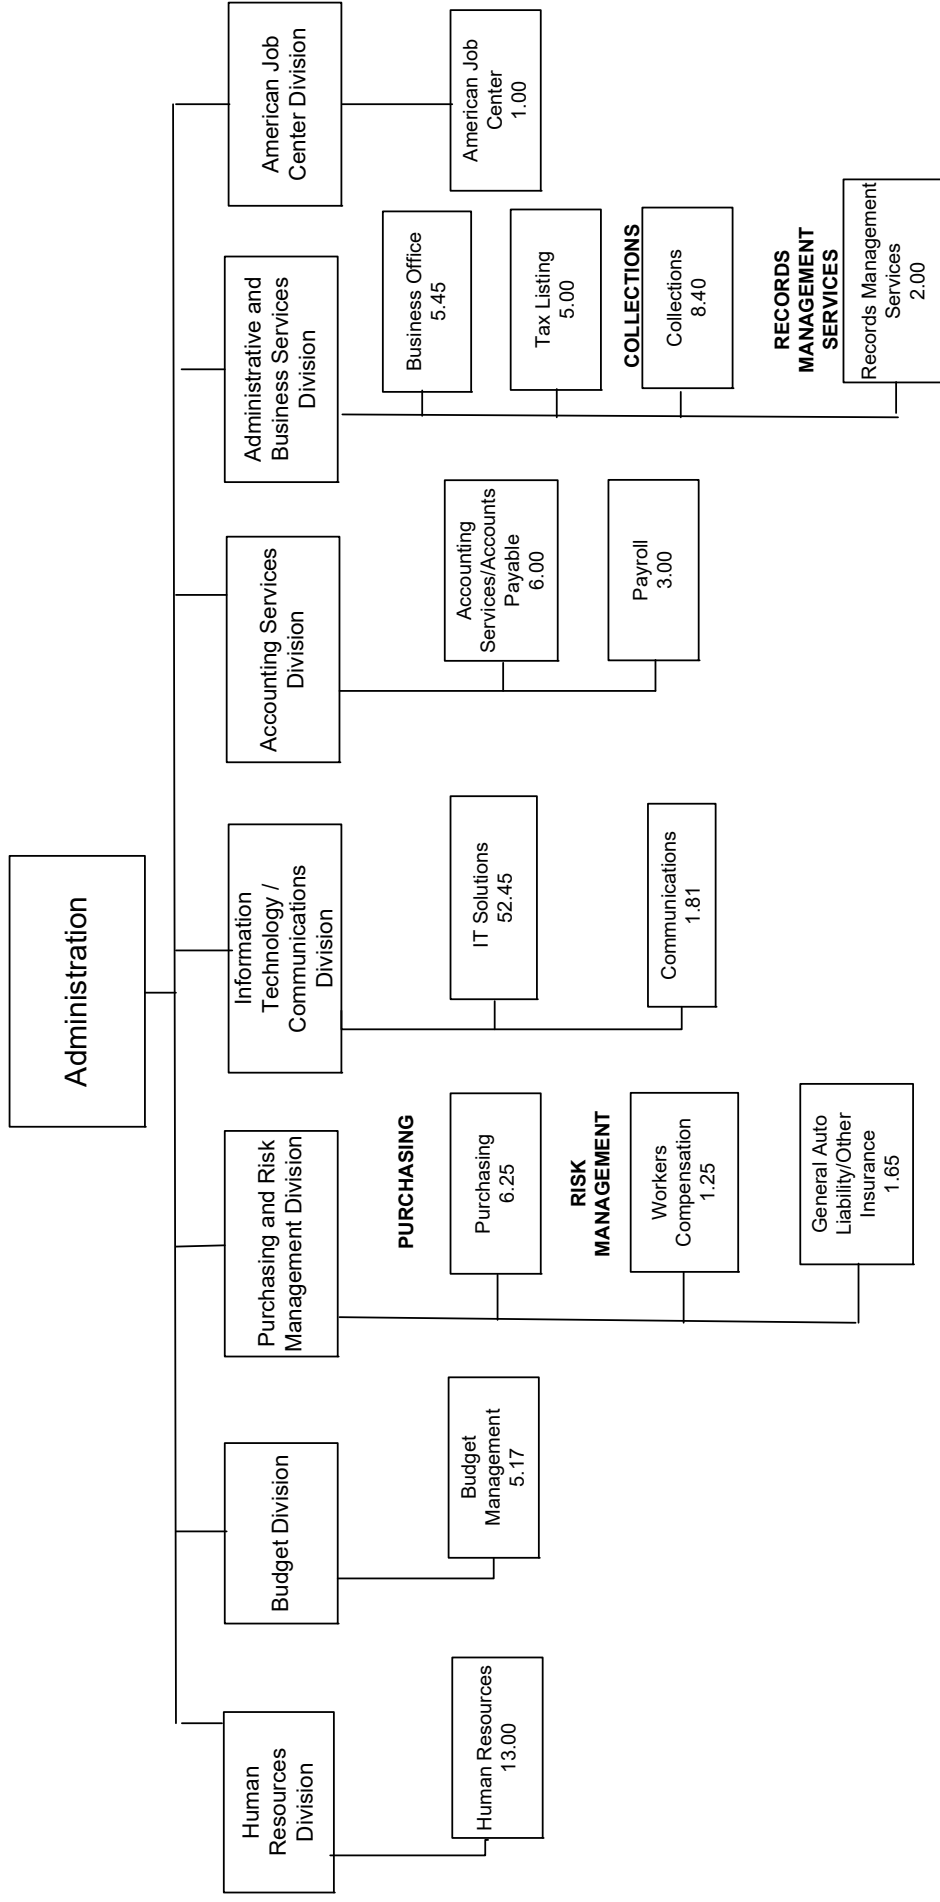 Administration
Human
Resources
Division
Human Resources
13.00
Budget Division
Budget
Management
5.17
Purchasing and Risk
Management Division
PURCHASING
Purchasing
6.25
RISK
MANAGEMENT
Workers
Compensation
1.25
General Auto
Liability/Other
Insurance
1.65
Information
Technology /
Communications
Division
IT Solutions
52.45
Communications
1.81
Accounting Services
Division
Accounting
Services/Accounts
Payable
6.00
Payroll
3.00
Administrative and
Business Services
Division
Business Office
5.45
Tax Listing
5.00
COLLECTIONS
Collections
8.40
RECORDS
MANAGEMENT
SERVICES
Records Management
Services
2.00
American Job
Center Division
American Job
Center
1.00